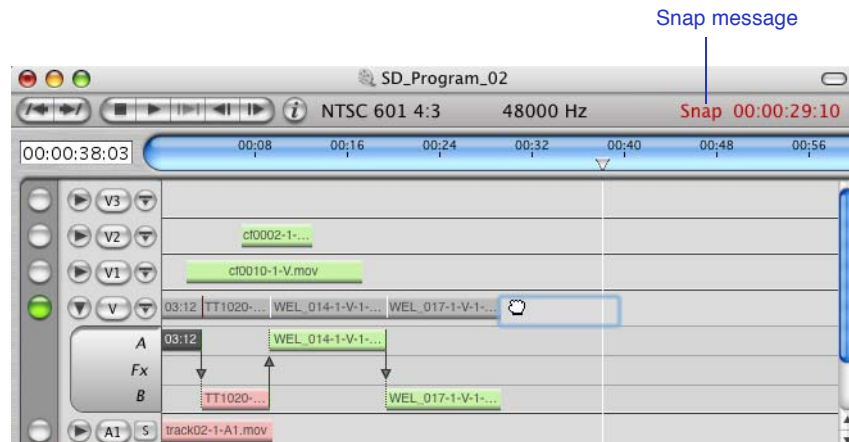 Snap message
SD_Program_02
NTSC 601 4:3 48000 Hz Snap 00:00:29:10
00:00:38:03 00:08 00:16 00:24 00:32 00:40 00:48 00:56
V3
V2 cf0002-1-...
V1 cf0010-1-V.mov
V 03:12 TT1020-... WEL_014-1-V-1-... WEL_017-1-V-1-...
A 03:12 WEL_014-1-V-1-...
Fx
B TT1020-... WEL_017-1-V-1-...
A1 S track02-1-A1.mov